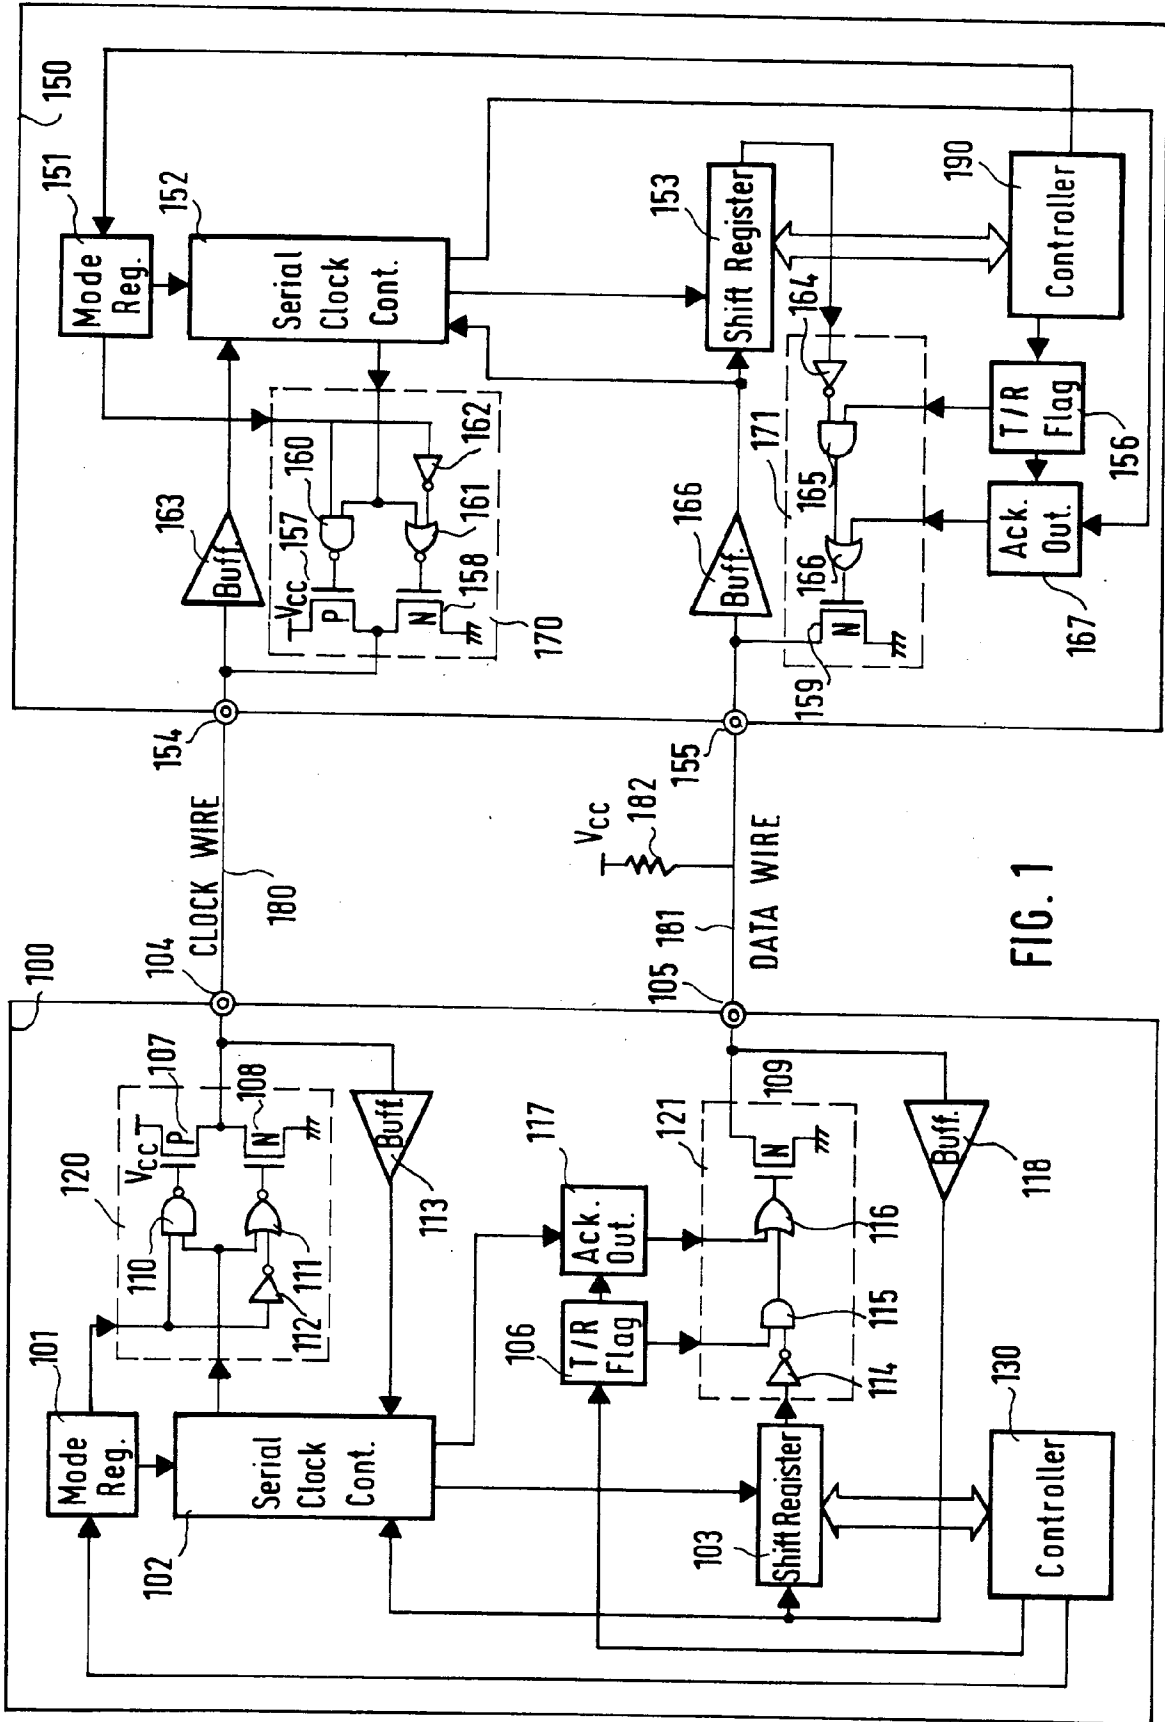 100
101
Mode
Reg.
102
Serial
Clock
Cont.
120
110
VCC
107
P
108
N
111
112
Buff.
113
104
CLOCK WIRE
180
117
Ack.
Out.
106
T/R
Flag
121
109
N
116
115
114
103
Shift Register
Buff.
118
130
Controller
105
181
DATA WIRE
VCC
182
FIG. 1
150
151
Mode
Reg.
152
Serial
Clock
Cont.
163
Buff.
154
160
157
VCC
P
162
161
158
N
170
153
Shift Register
166
Buff.
155
164
171
165
166
159
N
190
Controller
T/R
Flag
156
Ack.
Out.
167